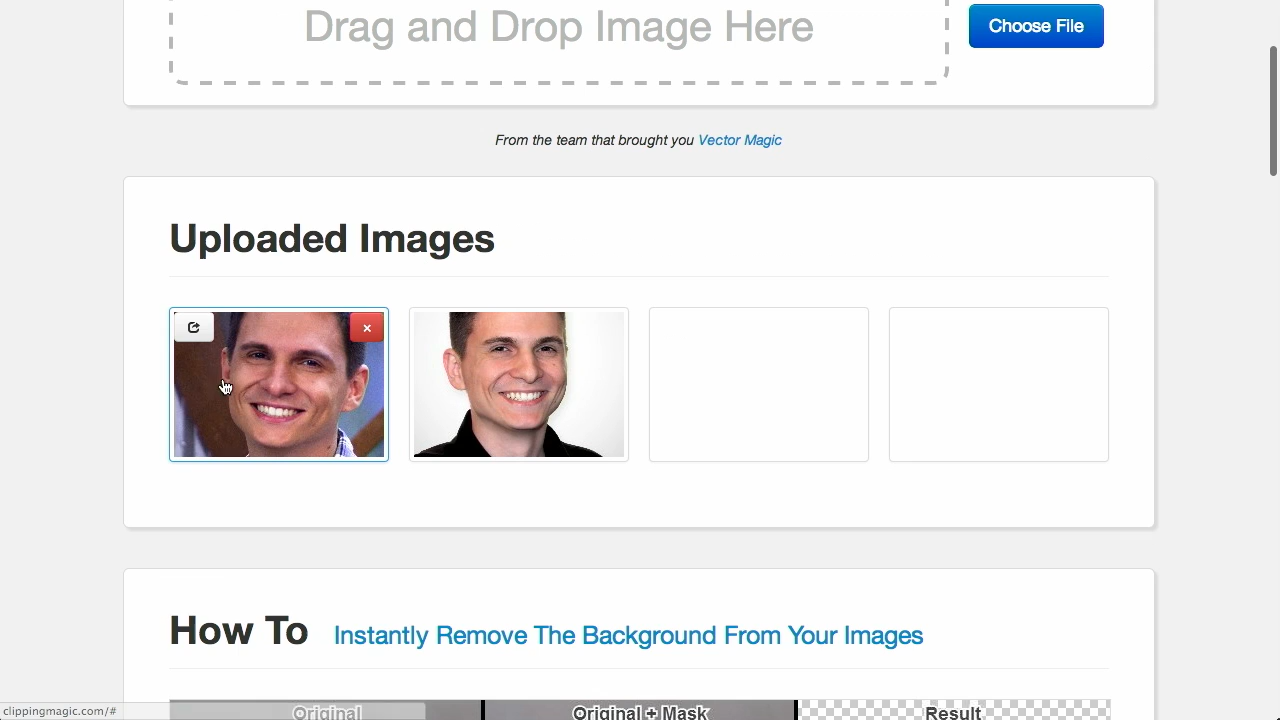 Drag and Drop Image Here
Choose File
From the team that brought you Vector Magic
Uploaded Images
×
How To Instantly Remove The Background From Your Images
Original
Original + Mask
Result
clippingmagic.com/#